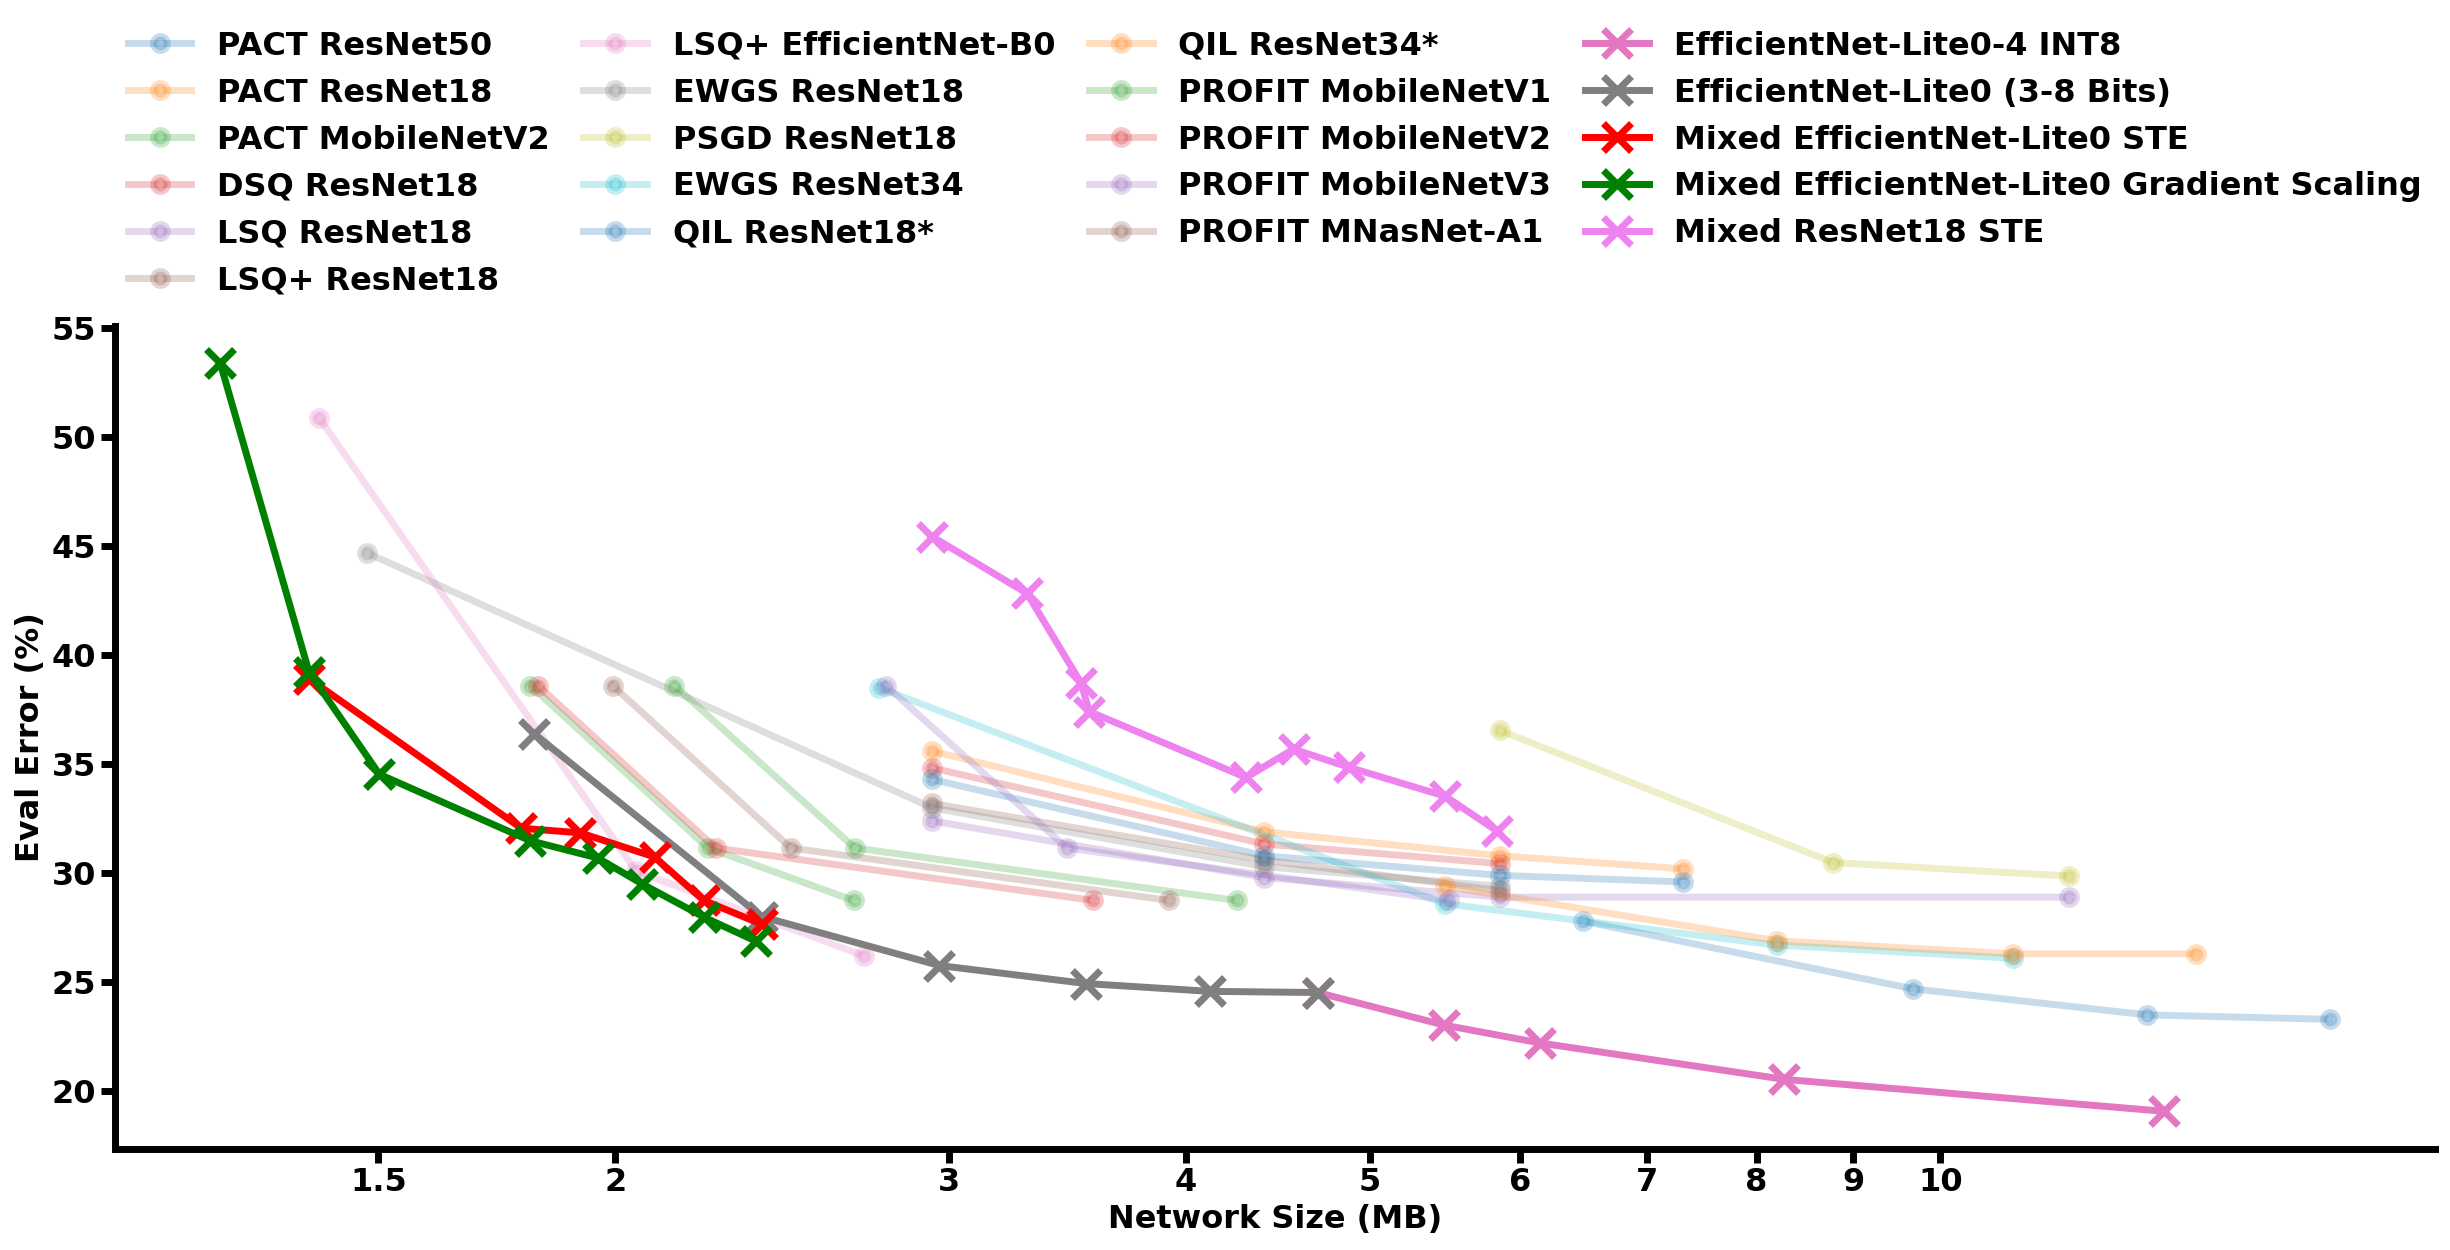 PACT ResNet50
PACT ResNet18
PACT MobileNetV2
DSQ ResNet18
LSQ ResNet18
LSQ+ ResNet18
LSQ+ EfficientNet-B0
EWGS ResNet18
PSGD ResNet18
EWGS ResNet34
QIL ResNet18*
QIL ResNet34*
PROFIT MobileNetV1
PROFIT MobileNetV2
PROFIT MobileNetV3
PROFIT MNasNet-A1
EfficientNet-Lite0-4 INT8
EfficientNet-Lite0 (3-8 Bits)
Mixed EfficientNet-Lite0 STE
Mixed EfficientNet-Lite0 Gradient Scaling
Mixed ResNet18 STE
Eval Error (%)
55
50
45
40
35
30
25
20
1.5 2 3 4 5 6 7 8 9 10
Network Size (MB)